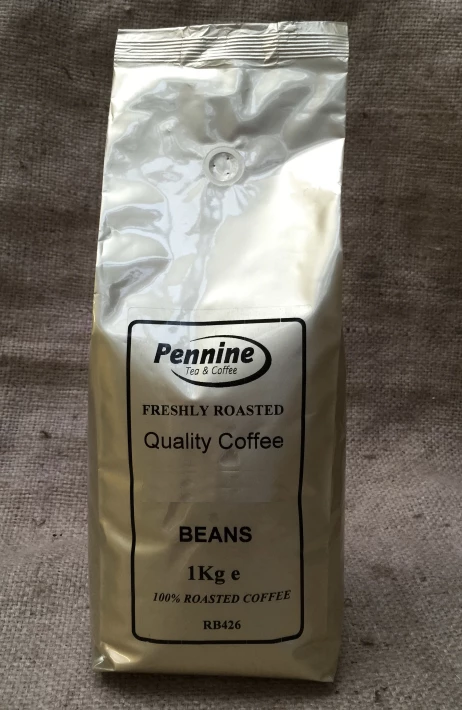 Pennine
Tea & Coffee
FRESHLY ROASTED
Quality Coffee
BEANS
1Kg e
100% ROASTED COFFEE
RB426